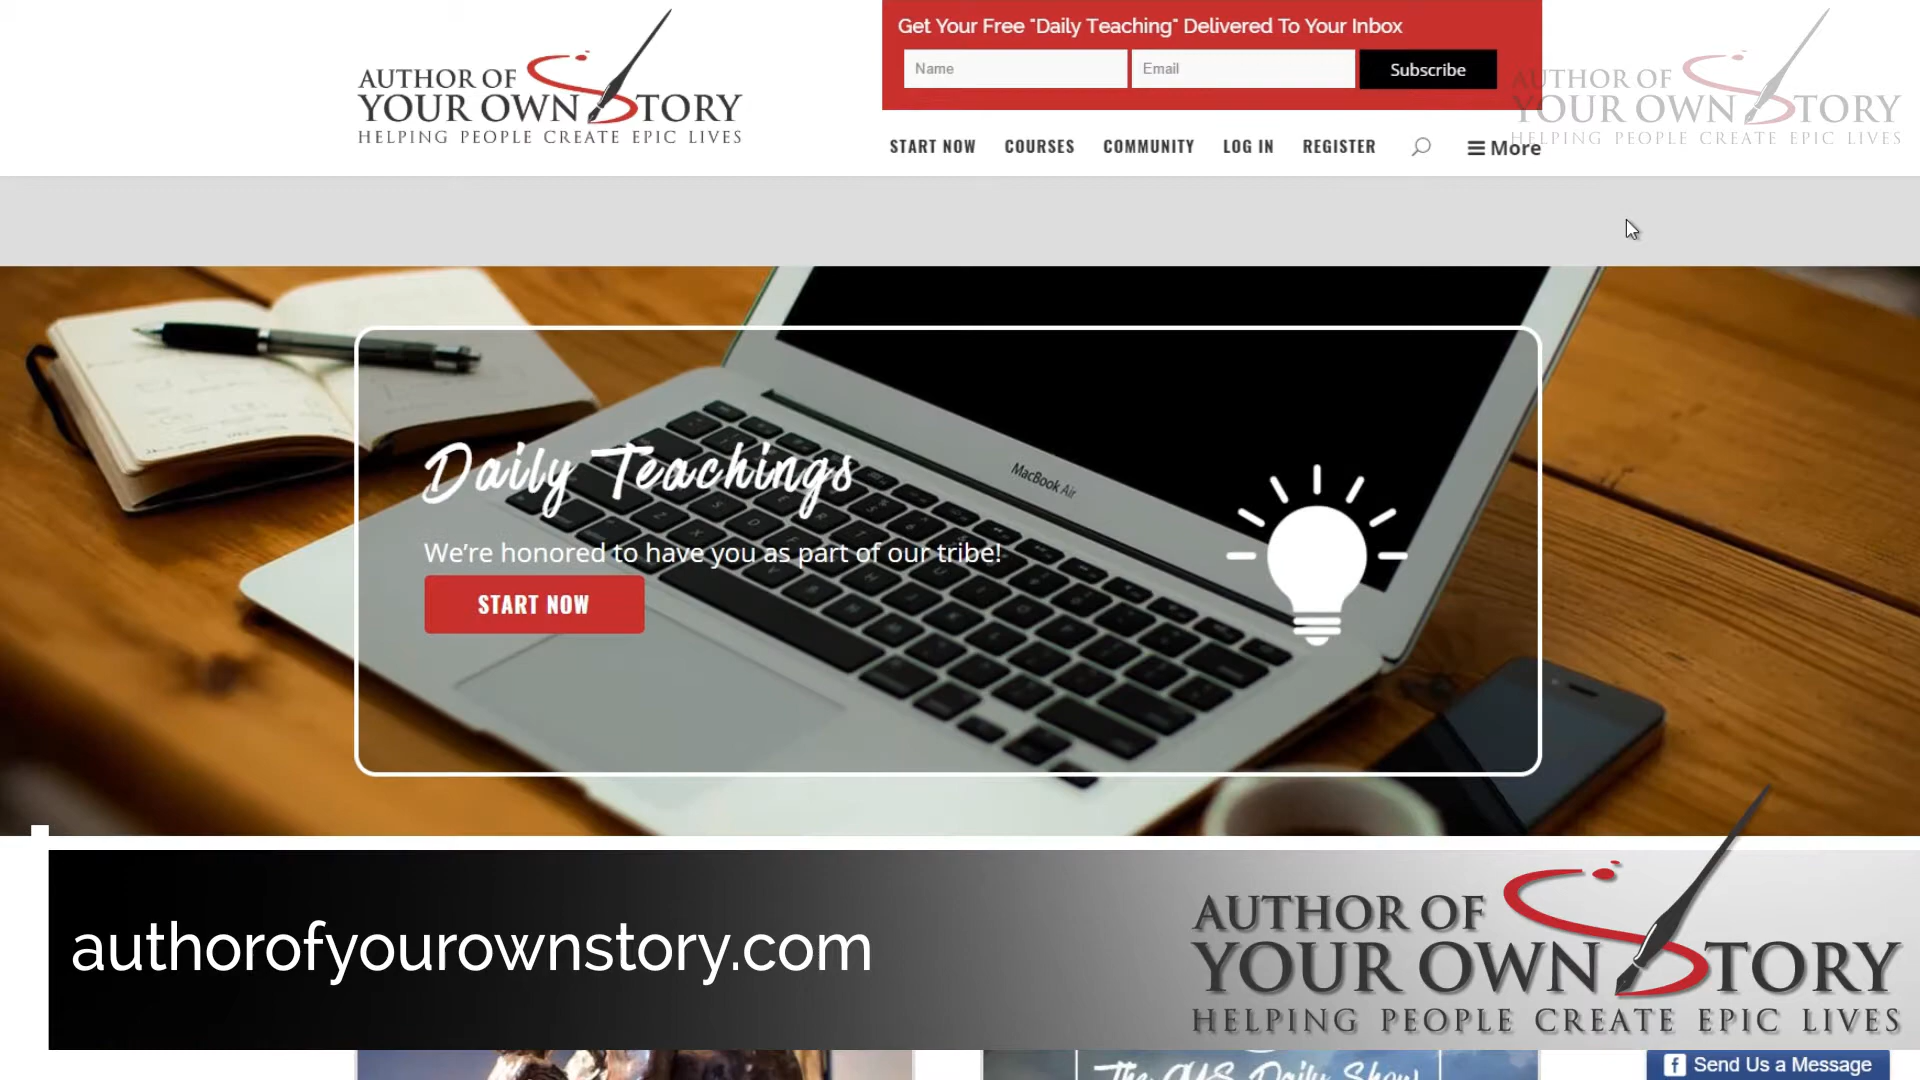 AUTHOR OF
YOUR OWN STORY
HELPING PEOPLE CREATE EPIC LIVES
Get Your Free "Daily Teaching" Delivered To Your Inbox
Name
Email
Subscribe
AUTHOR OF
YOUR OWN STORY
HELPING PEOPLE CREATE EPIC LIVES
START NOW
COURSES
COMMUNITY
LOG IN
REGISTER
More
MacBook Air
Daily Teachings
We're honored to have you as part of our tribe!
START NOW
authorofyourownstory.com
AUTHOR OF
YOUR OWN STORY
HELPING PEOPLE CREATE EPIC LIVES
Send Us a Message